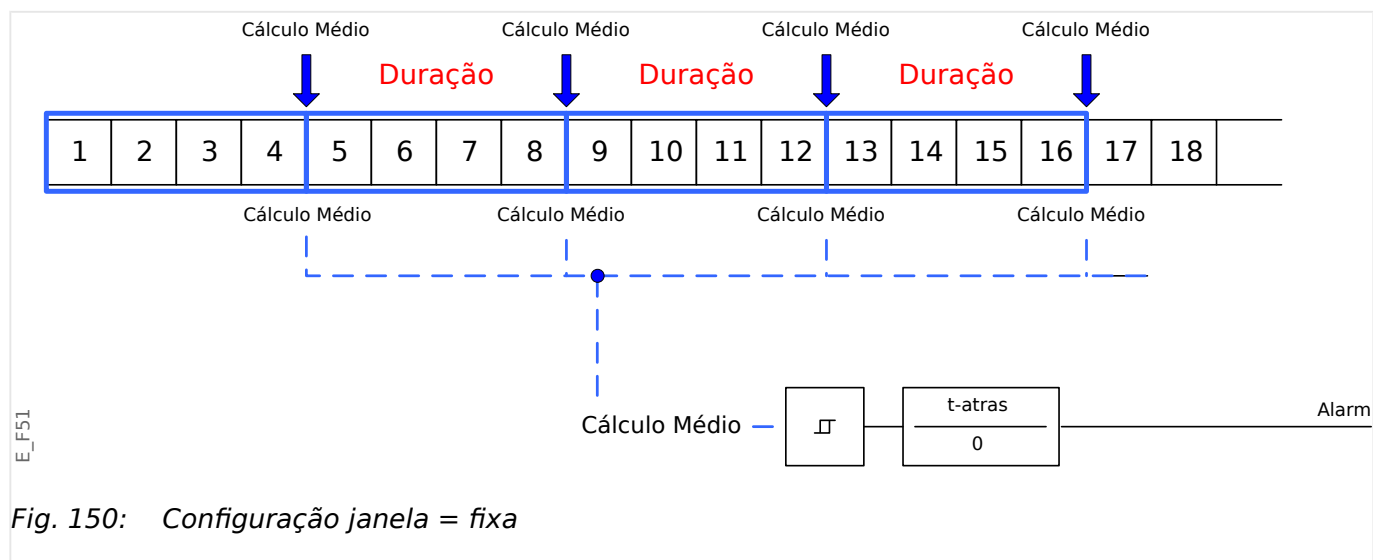 Cálculo Médio Cálculo Médio Cálculo Médio Cálculo Médio
Duração Duração Duração
1 2 3 4 5 6 7 8 9 10 11 12 13 14 15 16 17 18
Cálculo Médio Cálculo Médio Cálculo Médio Cálculo Médio
t-atras
Alarm
Cálculo Médio
0
E_F51
Fig. 150: Configuração janela = fixa